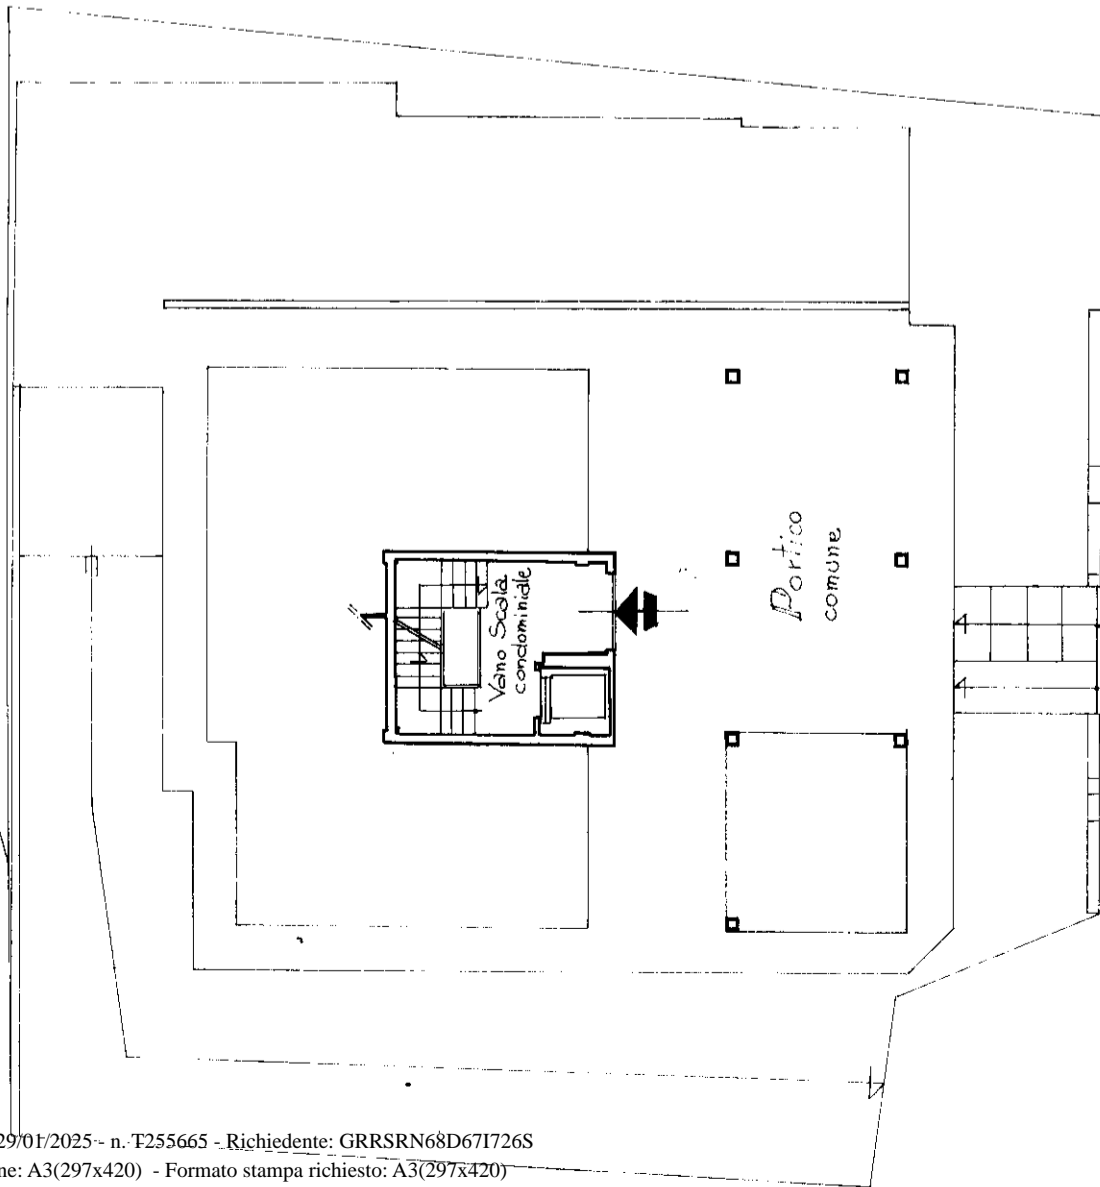 Vano Scala
condominiale
Portico
comune
29/01/2025 - n. T255665 - Richiedente: GRRSRN68D67I726S
ne: A3(297x420) - Formato stampa richiesto: A3(297x420)